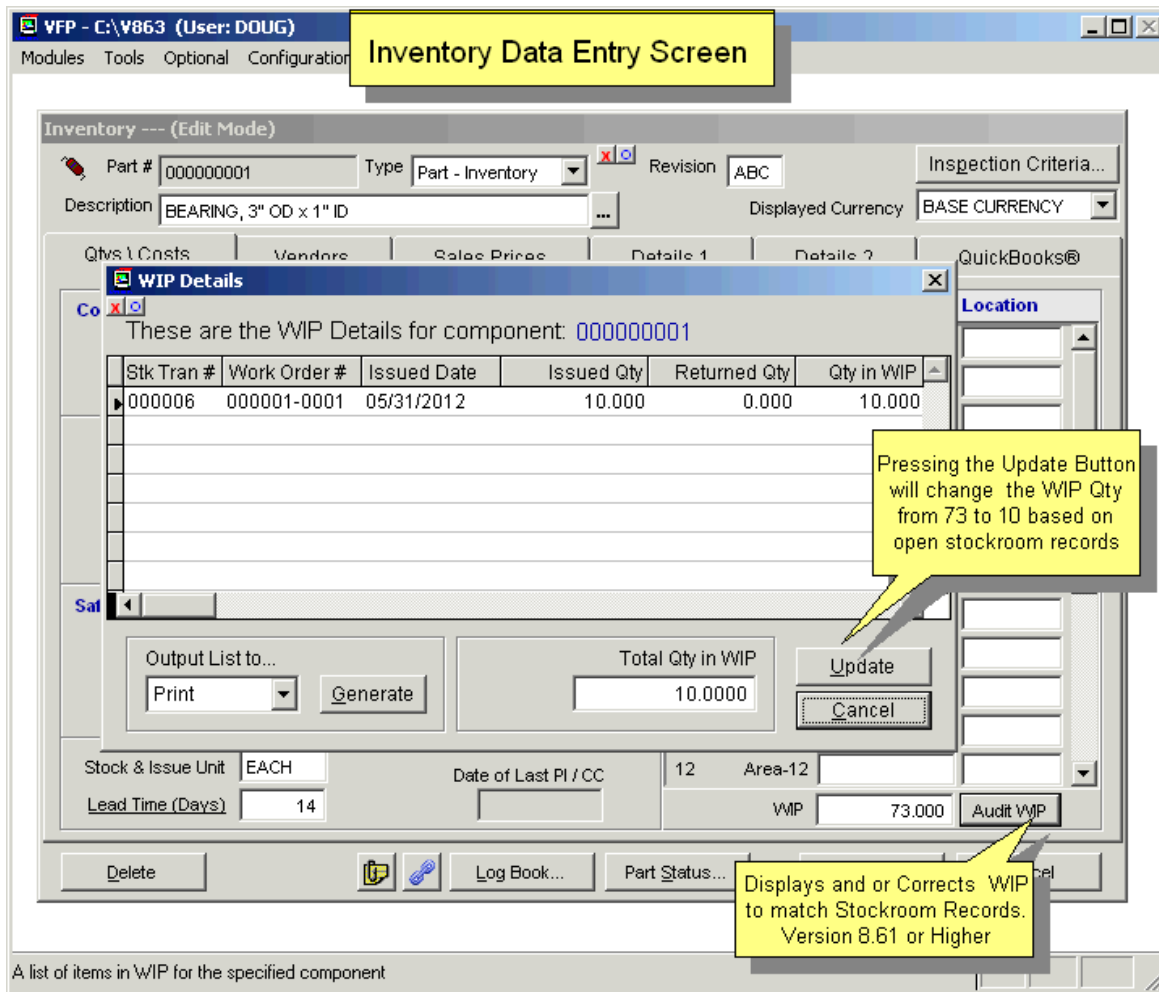 VFP - C:\V863 (User: DOUG)
Inventory Data Entry Screen
Modules Tools Optional Configuration
Inventory --- (Edit Mode)
Part # 000000001 Type Part - Inventory X O Revision ABC Inspection Criteria...
Description BEARING, 3" OD x 1" ID ... Displayed Currency BASE CURRENCY
Qtys \ Costs Vendors Sales Prices Details 1 Details 2 QuickBooks®
WIP Details
Co X O Location
These are the WIP Details for component: 000000001
Stk Tran # Work Order # Issued Date Issued Qty Returned Qty Qty in WIP
000006 000001-0001 05/31/2012 10.000 0.000 10.000
Pressing the Update Button
will change the WIP Qty
from 73 to 10 based on
open stockroom records
Saf
Output List to... Total Qty in WIP Update
Print Generate 10.0000 Cancel
Stock & Issue Unit EACH Date of Last PI / CC 12 Area-12
Lead Time (Days) 14 WIP 73.000 Audit WIP
Delete Log Book... Part Status... cel
Displays and or Corrects WIP
to match Stockroom Records.
Version 8.61 or Higher
A list of items in WIP for the specified component